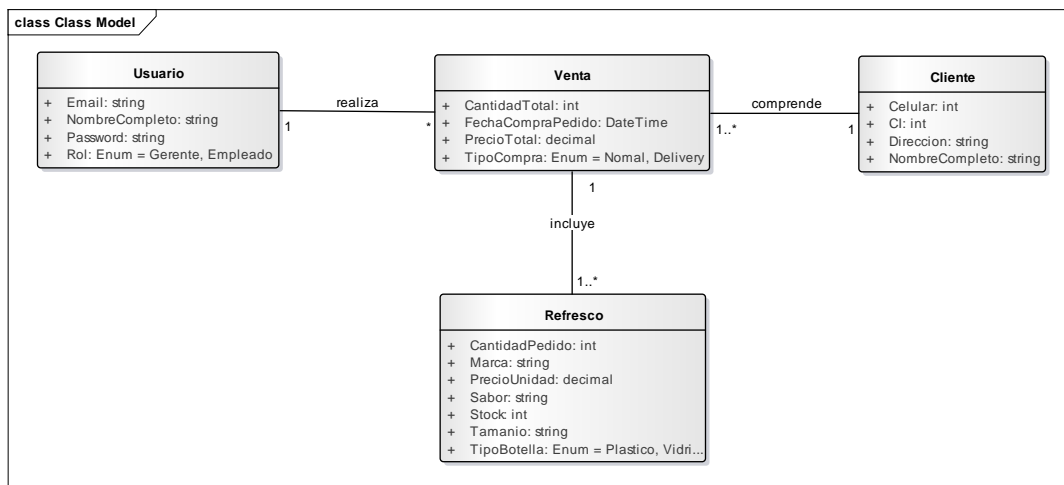 class Class Model
Usuario
+ Email: string
+ NombreCompleto: string
+ Password: string
+ Rol: Enum = Gerente, Empleado
realiza
1
*
Venta
+ CantidadTotal: int
+ FechaCompraPedido: DateTime
+ PrecioTotal: decimal
+ TipoCompra: Enum = Nomal, Delivery
comprende
1..*
1
Cliente
+ Celular: int
+ CI: int
+ Direccion: string
+ NombreCompleto: string
1
incluye
1..*
Refresco
+ CantidadPedido: int
+ Marca: string
+ PrecioUnidad: decimal
+ Sabor: string
+ Stock: int
+ Tamanio: string
+ TipoBotella: Enum = Plastico, Vidri...